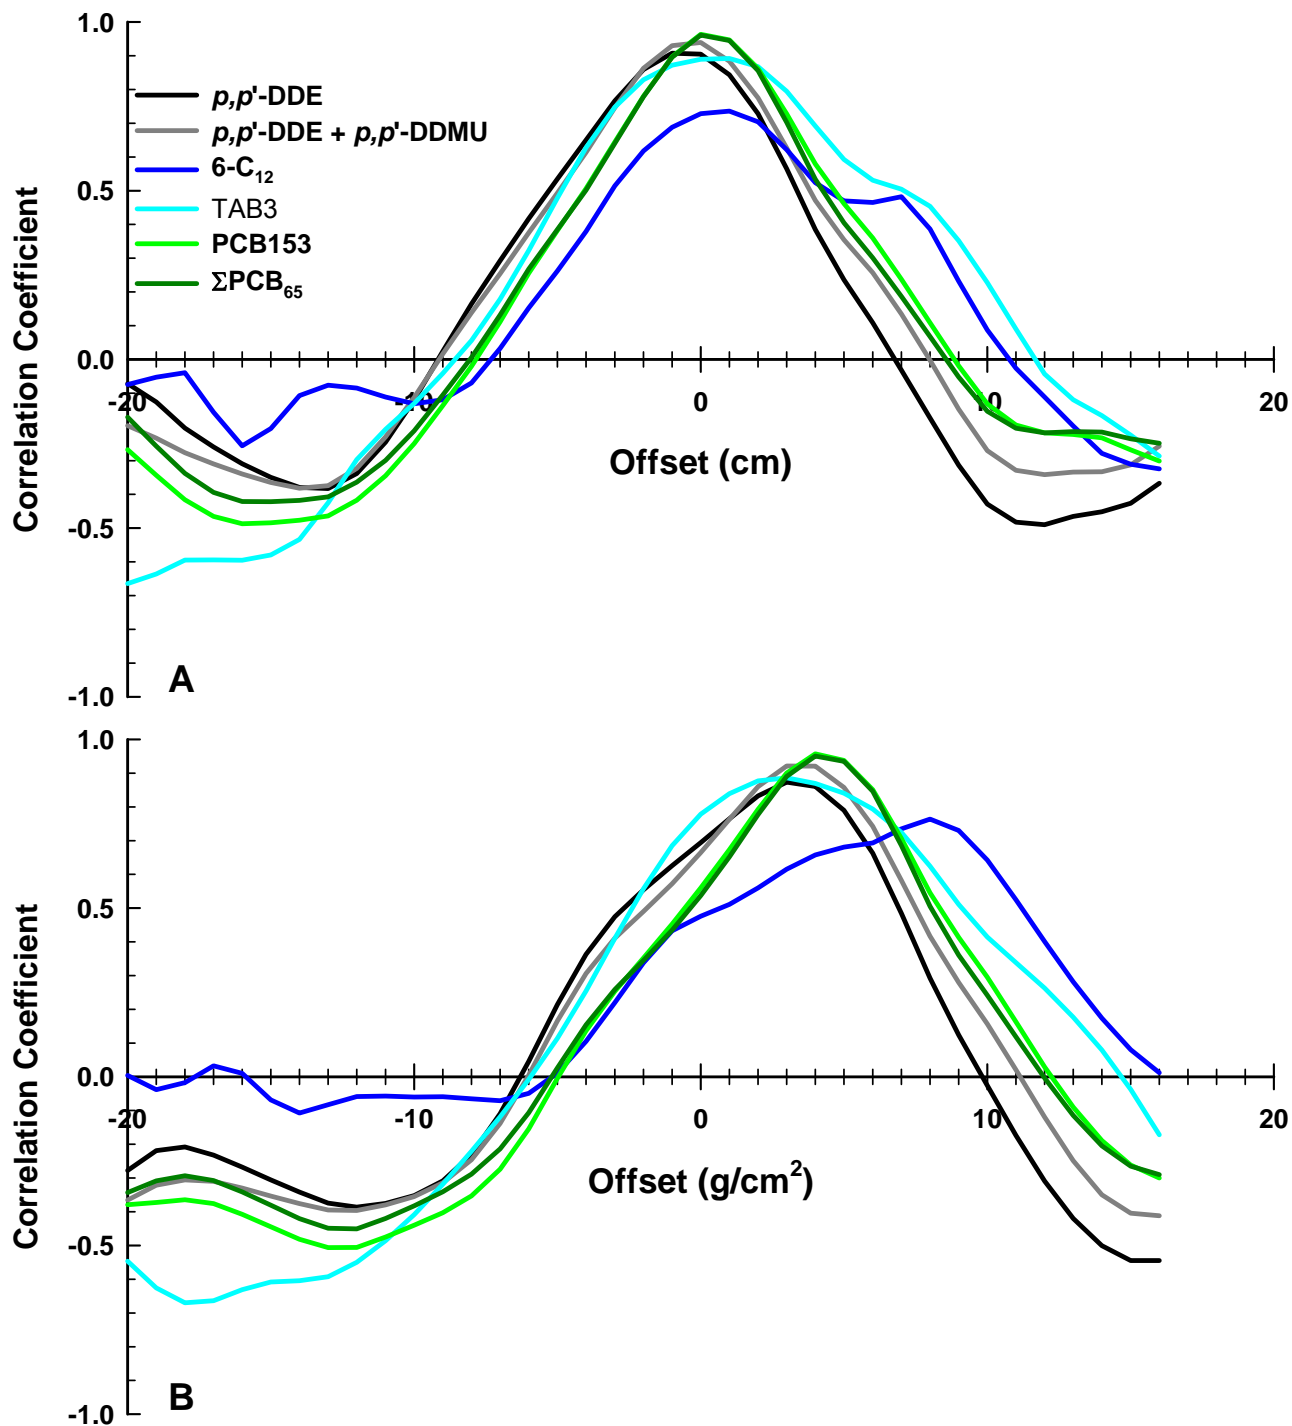 1.0
p,p'-DDE
p,p'-DDE + p,p'-DDMU
6-C12
TAB3
PCB153
ΣPCB65
0.5
0.0
-0.5
-1.0
Correlation Coefficient
-20
-10
0
10
20
Offset (cm)
A
1.0
0.5
0.0
-0.5
-1.0
Correlation Coefficient
-20
-10
0
10
20
Offset (g/cm²)
B